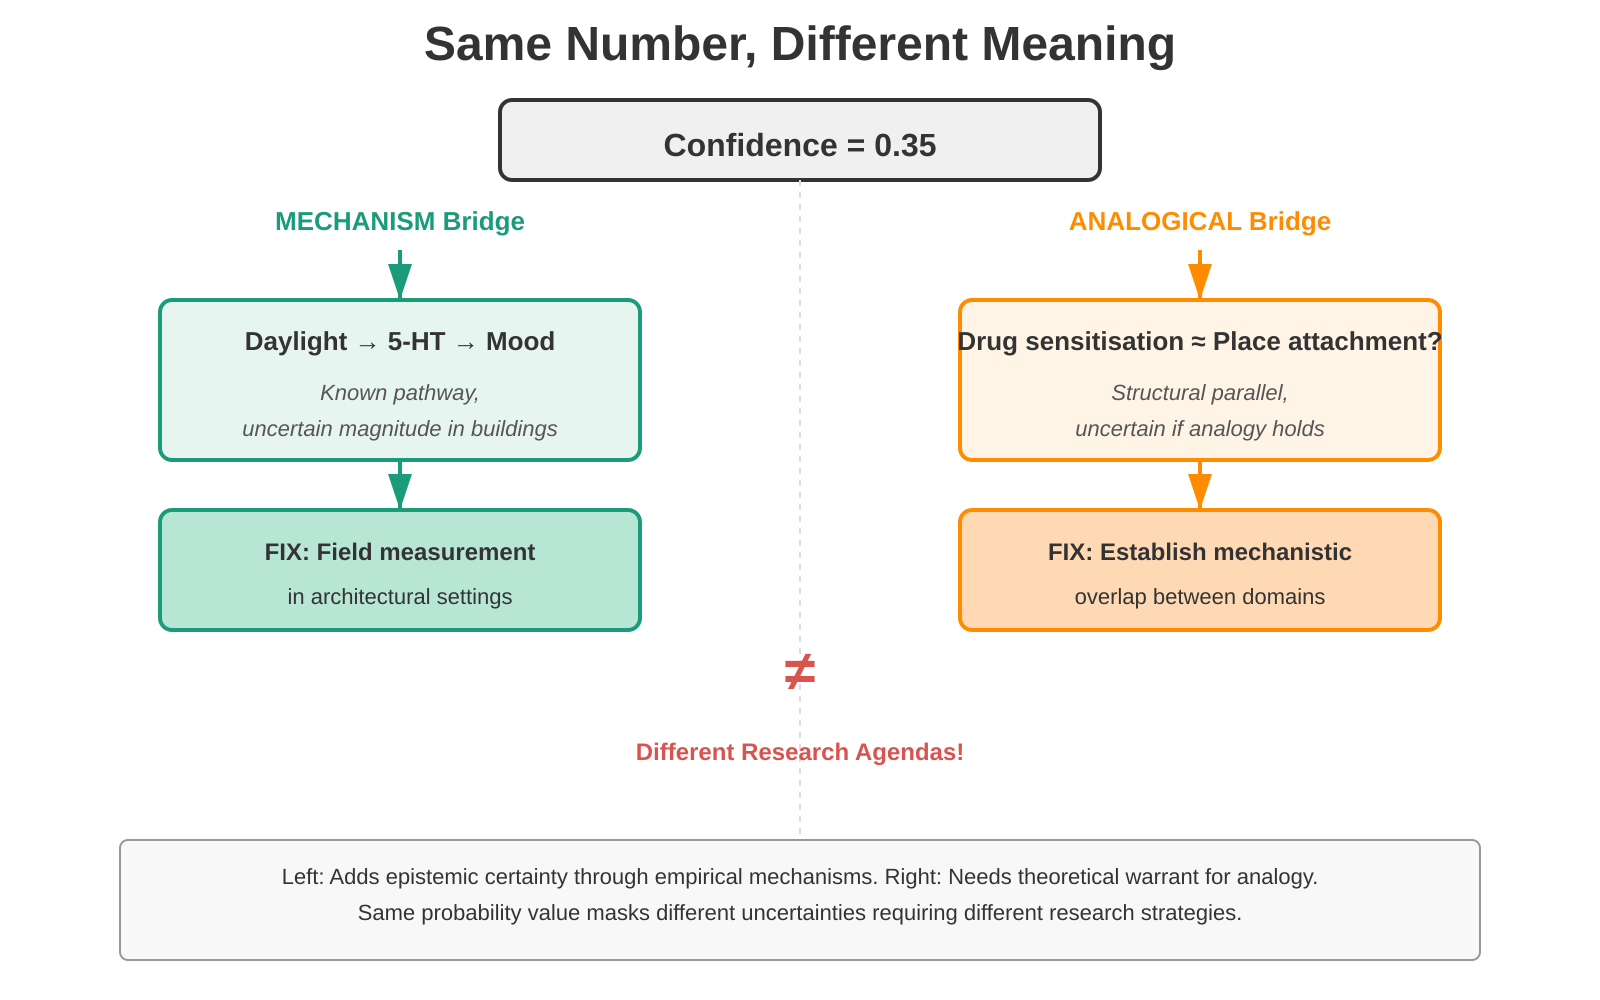 Same Number, Different Meaning
Confidence = 0.35
MECHANISM Bridge
Daylight → 5-HT → Mood
Known pathway,
uncertain magnitude in buildings
FIX: Field measurement
in architectural settings
ANALOGICAL Bridge
Drug sensitisation ≈ Place attachment?
Structural parallel,
uncertain if analogy holds
FIX: Establish mechanistic
overlap between domains
≠
Different Research Agendas!
Left: Adds epistemic certainty through empirical mechanisms. Right: Needs theoretical warrant for analogy.
Same probability value masks different uncertainties requiring different research strategies.